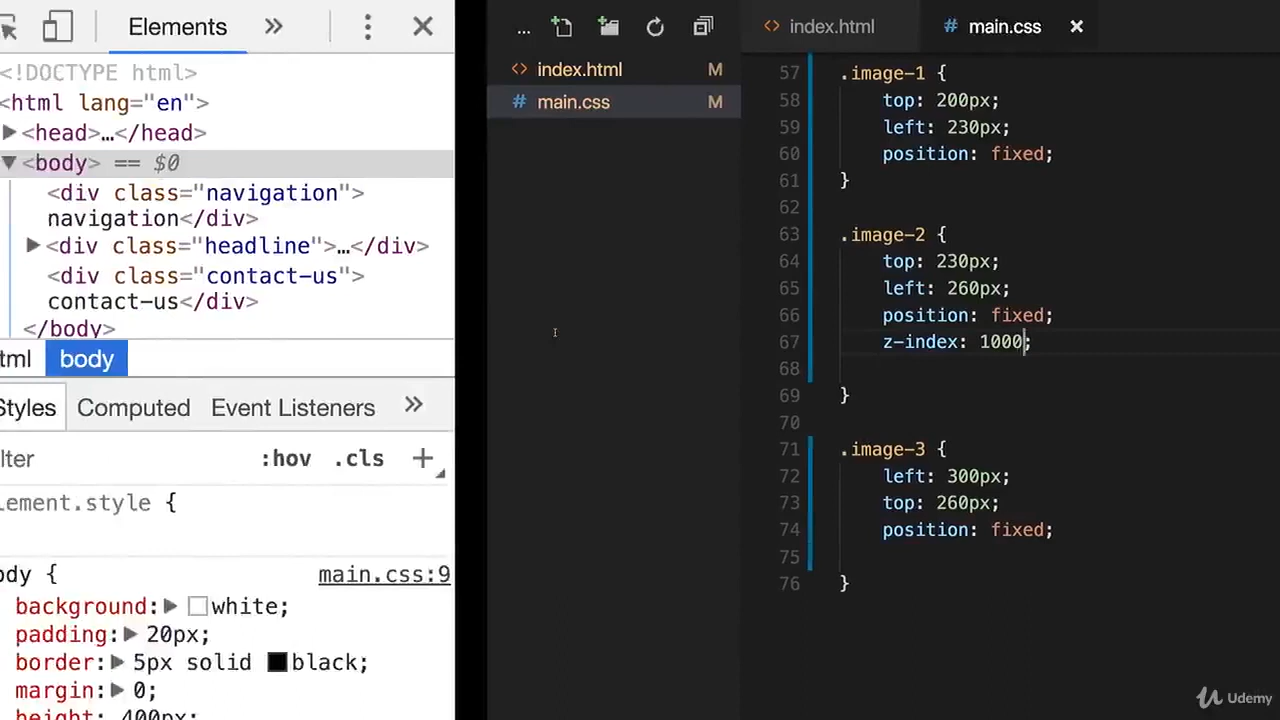 Elements »
<!DOCTYPE html>
<html lang="en">
<head>…</head>
<body> == $0
<div class="navigation">
navigation</div>
<div class="headline">…</div>
<div class="contact-us">
contact-us</div>
</body>
tml body
Styles Computed Event Listeners »
lter :hov .cls +
lement.style {
ody { main.css:9
background: white;
padding: 20px;
border: 5px solid black;
margin: 0;
height: 400px;
...
index.html M
main.css M
index.html # main.css
57 .image-1 {
58 top: 200px;
59 left: 230px;
60 position: fixed;
61 }
62
63 .image-2 {
64 top: 230px;
65 left: 260px;
66 position: fixed;
67 z-index: 1000;
68
69 }
70
71 .image-3 {
72 left: 300px;
73 top: 260px;
74 position: fixed;
75
76 }
Udemy